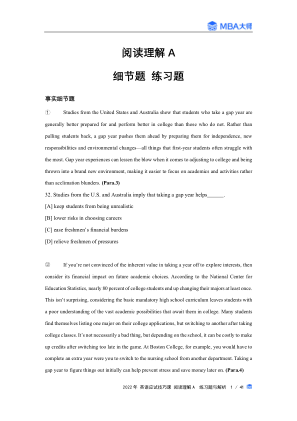 MBA大师
阅读理解 A
细节题 练习题
事实细节题
① Studies from the United States and Australia show that students who take a gap year are
generally better prepared for and perform better in college than those who do not. Rather than
pulling students back, a gap year pushes them ahead by preparing them for independence, new
responsibilities and environmental changes—all things that first-year students often struggle with
the most. Gap year experiences can lessen the blow when it comes to adjusting to college and being
thrown into a brand new environment, making it easier to focus on academics and activities rather
than acclimation blunders. (Para.3)
32. Studies from the U.S. and Australia imply that taking a gap year helps______.
[A] keep students from being unrealistic
[B] lower risks in choosing careers
[C] ease freshmen's financial burdens
[D] relieve freshmen of pressures
② If you're not convinced of the inherent value in taking a year off to explore interests, then
consider its financial impact on future academic choices. According to the National Center for
Education Statistics, nearly 80 percent of college students end up changing their majors at least once.
This isn't surprising, considering the basic mandatory high school curriculum leaves students with
a poor understanding of the vast academic possibilities that await them in college. Many students
find themselves listing one major on their college applications, but switching to another after taking
college classes. It's not necessarily a bad thing, but depending on the school, it can be costly to make
up credits after switching too late in the game. At Boston College, for example, you would have to
complete an extra year were you to switch to the nursing school from another department. Taking a
gap year to figure things out initially can help prevent stress and save money later on. (Para.4)
2022 年 英语应试技巧课 阅读理解 A - 练习题与解析 1 / 41